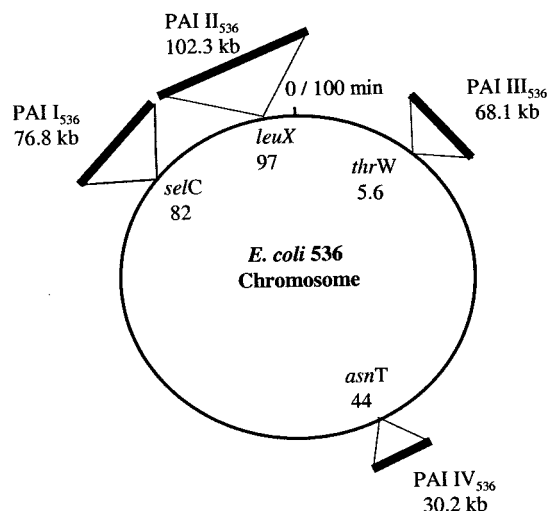 PAI II536
102.3 kb
0 / 100 min
PAI III536
68.1 kb
PAI I536
76.8 kb
leuX
97
thrW
5.6
selC
82
E. coli 536
Chromosome
asnT
44
PAI IV536
30.2 kb